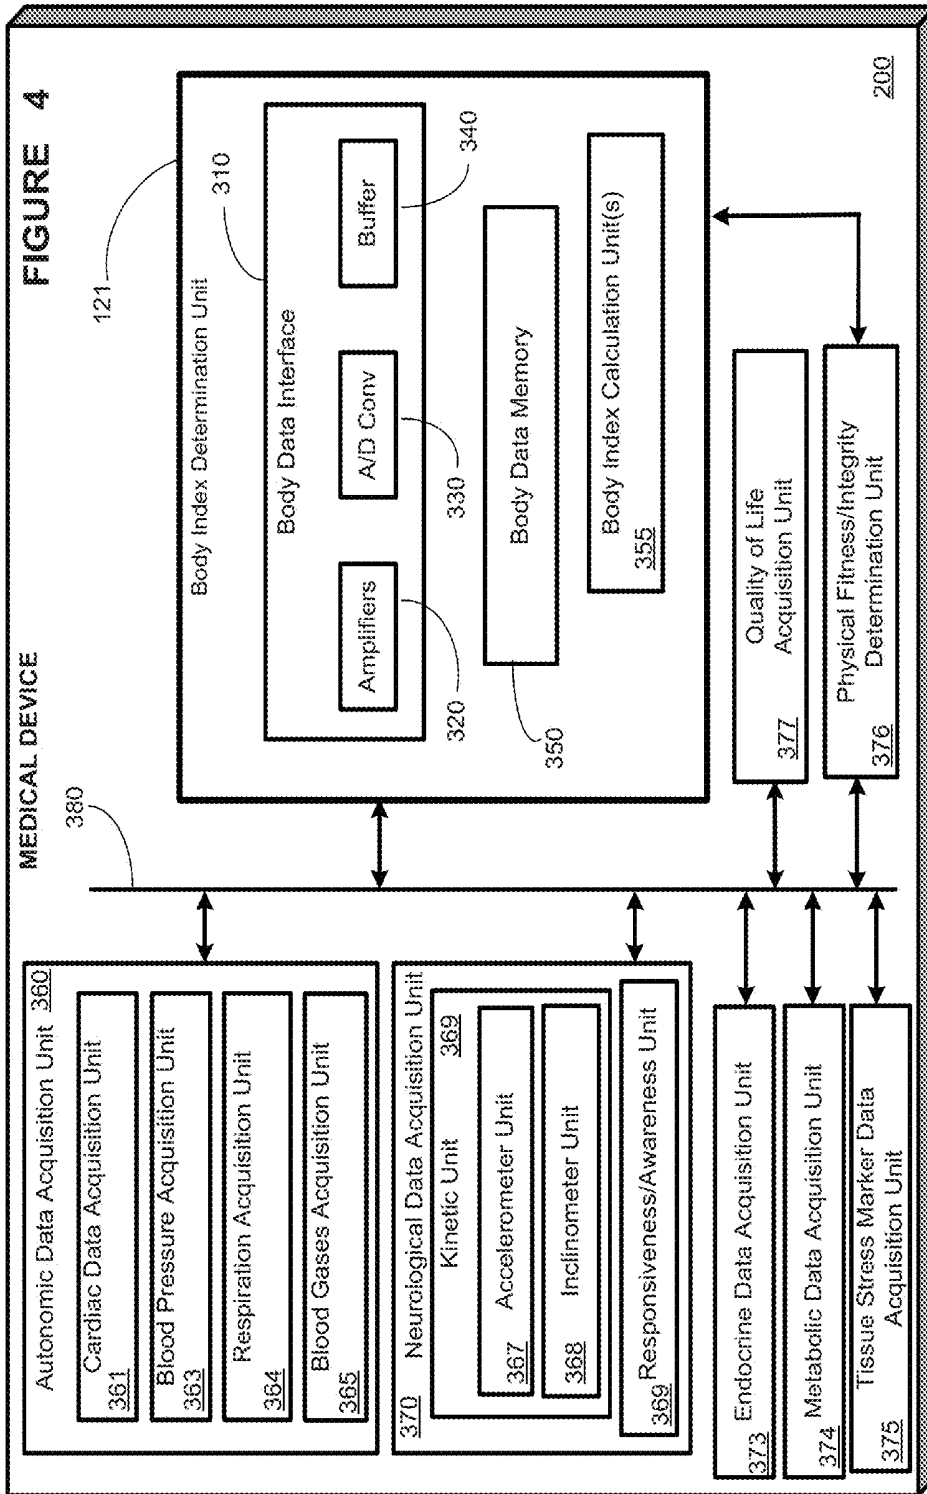 FIGURE 4
MEDICAL DEVICE
200
Autonomic Data Acquisition Unit 360
Cardiac Data Acquisition Unit
361
Blood Pressure Acquisition Unit
363
Respiration Acquisition Unit
364
Blood Gases Acquisition Unit
365
370
Neurological Data Acquisition Unit
Kinetic Unit
369
Accelerometer Unit
367
Inclinometer Unit
368
Responsiveness/Awareness Unit
369
Endocrine Data Acquisition Unit
373
Metabolic Data Acquisition Unit
374
Tissue Stress Marker Data
Acquisition Unit
375
380
121
Body Index Determination Unit
310
Body Data Interface
Amplifiers
320
A/D Conv
330
Buffer
340
Body Data Memory
350
Body Index Calculation Unit(s)
355
Quality of Life
Acquisition Unit
377
Physical Fitness/Integrity
Determination Unit
376